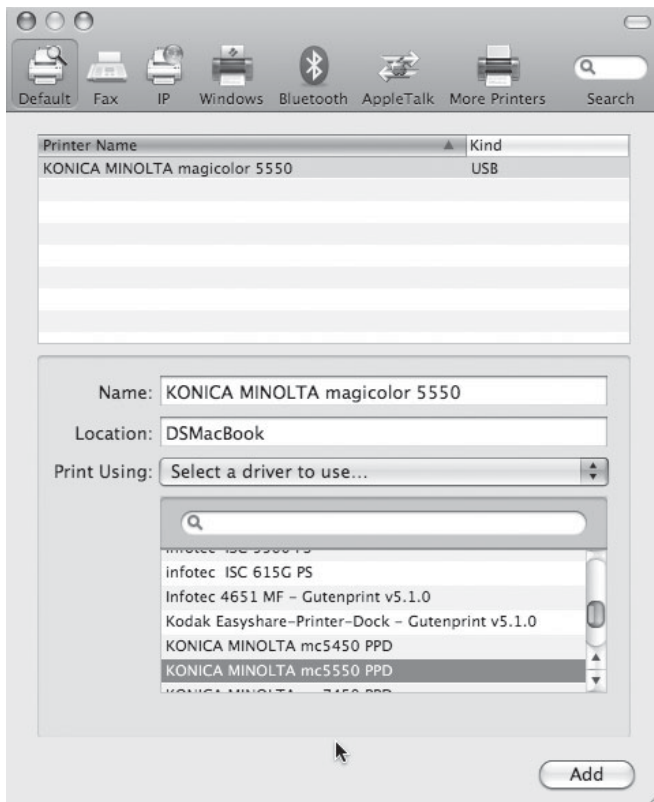 Default Fax IP Windows Bluetooth AppleTalk More Printers Search
Printer Name Kind
KONICA MINOLTA magicolor 5550 USB
Name: KONICA MINOLTA magicolor 5550
Location: DSMacBook
Print Using: Select a driver to use...
infotec ISC 615G PS
Infotec 4651 MF – Gutenprint v5.1.0
Kodak Easyshare-Printer-Dock – Gutenprint v5.1.0
KONICA MINOLTA mc5450 PPD
KONICA MINOLTA mc5550 PPD
Add